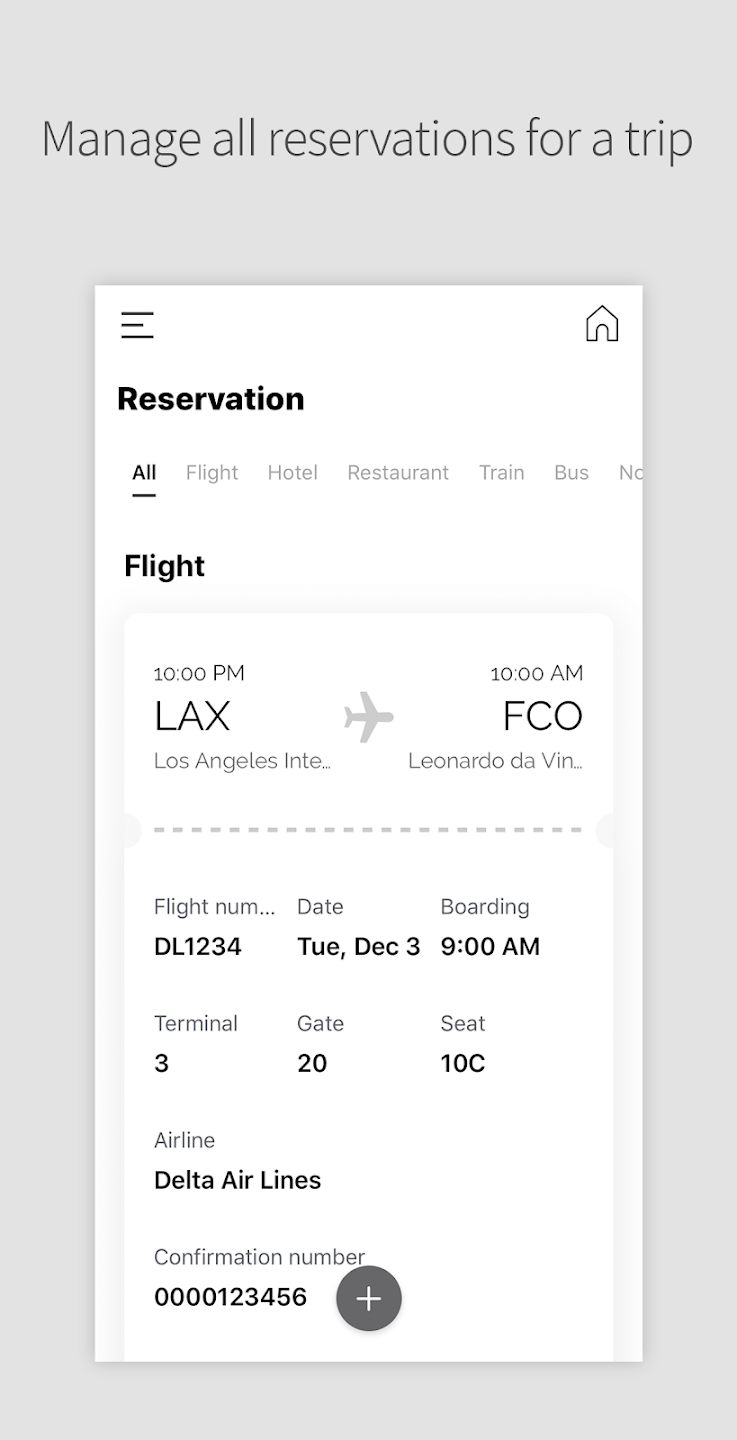 Manage all reservations for a trip
Reservation
All Flight Hotel Restaurant Train Bus No
Flight
10:00 PM 10:00 AM
LAX FCO
Los Angeles Inte... Leonardo da Vin...
Flight num... Date Boarding
DL1234 Tue, Dec 3 9:00 AM
Terminal Gate Seat
3 20 10C
Airline
Delta Air Lines
Confirmation number
0000123456